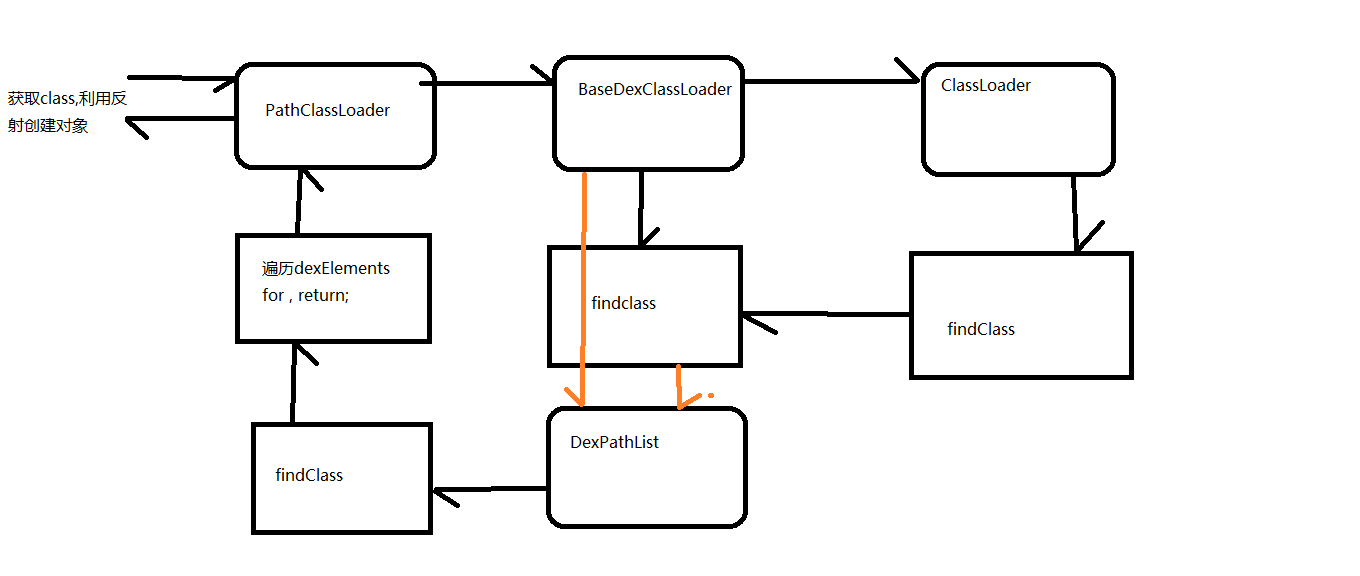 获取class,利用反
射创建对象
PathClassLoader
BaseDexClassLoader
ClassLoader
遍历dexElements
for , return;
findclass
findClass
findClass
DexPathList